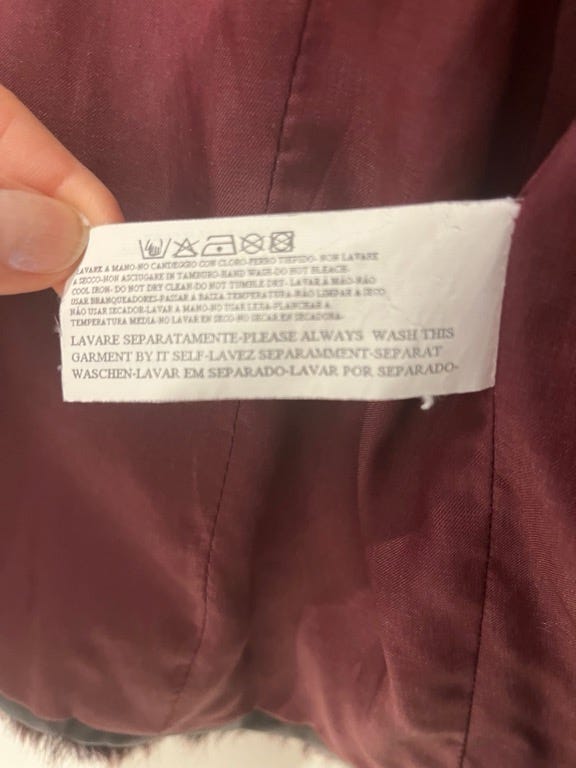 LAVARE A MANO-NO CANDEGGIO CON CLORO-FERRO TIEPIDO- NON LAVARE
A SECCO-NON ASCIUGARE IN TAMBURO-HAND WASH-DO NOT BLEACH-
COOL IRON- DO NOT DRY CLEAN- DO NOT TUMBLE DRY- LAVAR À MÃO-NÃO
USAR BRANQUEADORES-PASSAR A BAIXA TEMPERATURA-NÃO LIMPAR A SECO
NÃO USAR SECADOR-LAVAR A MANO-NO USAR LEJIA-PLANCHAR A
TEMPERATURA MEDIA-NO LAVAR EN SECO-NO SECAR EN SECADORA-
LAVARE SEPARATAMENTE-PLEASE ALWAYS WASH THIS
GARMENT BY IT SELF-LAVEZ SEPARAMMENT-SEPARAT
WASCHEN-LAVAR EM SEPARADO-LAVAR POR SEPARADO-